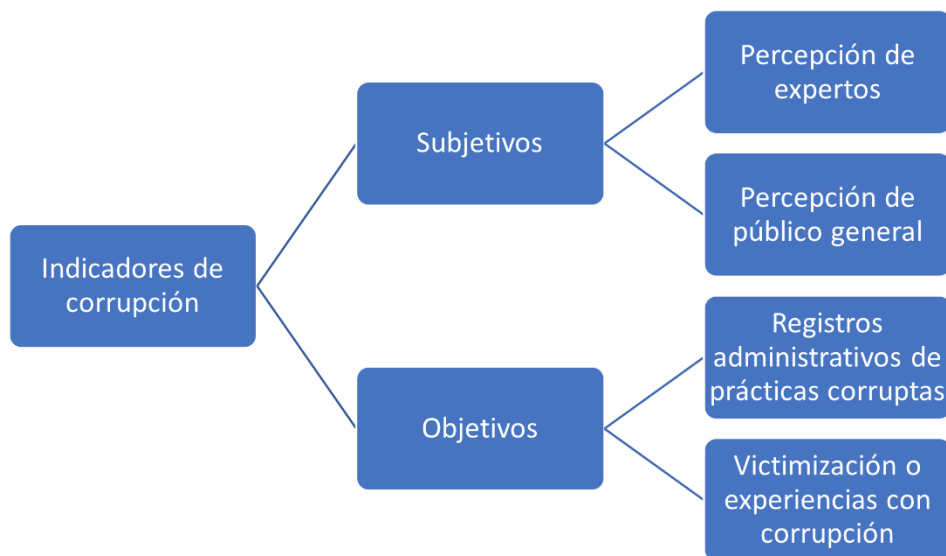 Indicadores de
corrupción
Subjetivos
Percepción de
expertos
Percepción de
público general
Objetivos
Registros
administrativos de
prácticas corruptas
Victimización o
experiencias con
corrupción